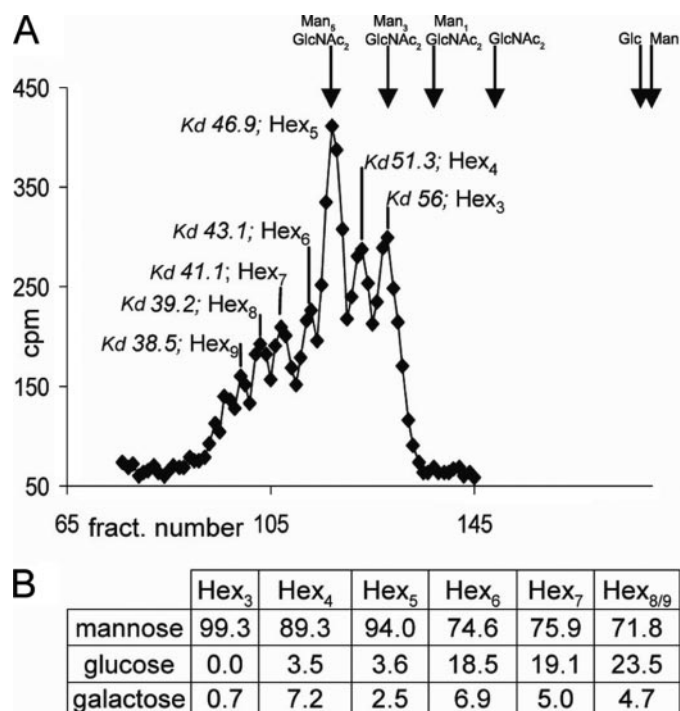 A
Man₅ Man₃ Man₁
GlcNAc₂ GlcNAc₂ GlcNAc₂ GlcNAc₂ Glc Man
450
Kd 46.9; Hex₅
Kd 51.3; Hex₄
350
Kd 56; Hex₃
Kd 43.1; Hex₆
250
Kd 41.1; Hex₇
Kd 39.2; Hex₈
Kd 38.5; Hex₉
cpm
150
50
65 fract. number 105 145
B
Hex₃ Hex₄ Hex₅ Hex₆ Hex₇ Hex₈/₉
mannose 99.3 89.3 94.0 74.6 75.9 71.8
glucose 0.0 3.5 3.6 18.5 19.1 23.5
galactose 0.7 7.2 2.5 6.9 5.0 4.7